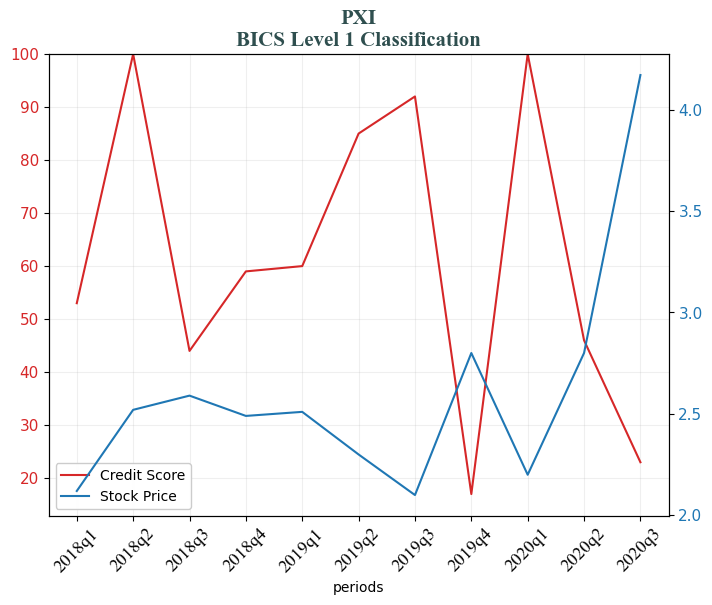 PXI
BICS Level 1 Classification
100
90
80
70
60
50
40
30
20
4.0
3.5
3.0
2.5
2.0
Credit Score
Stock Price
2018q1
2018q2
2018q3
2018q4
2019q1
2019q2
2019q3
2019q4
2020q1
2020q2
2020q3
periods